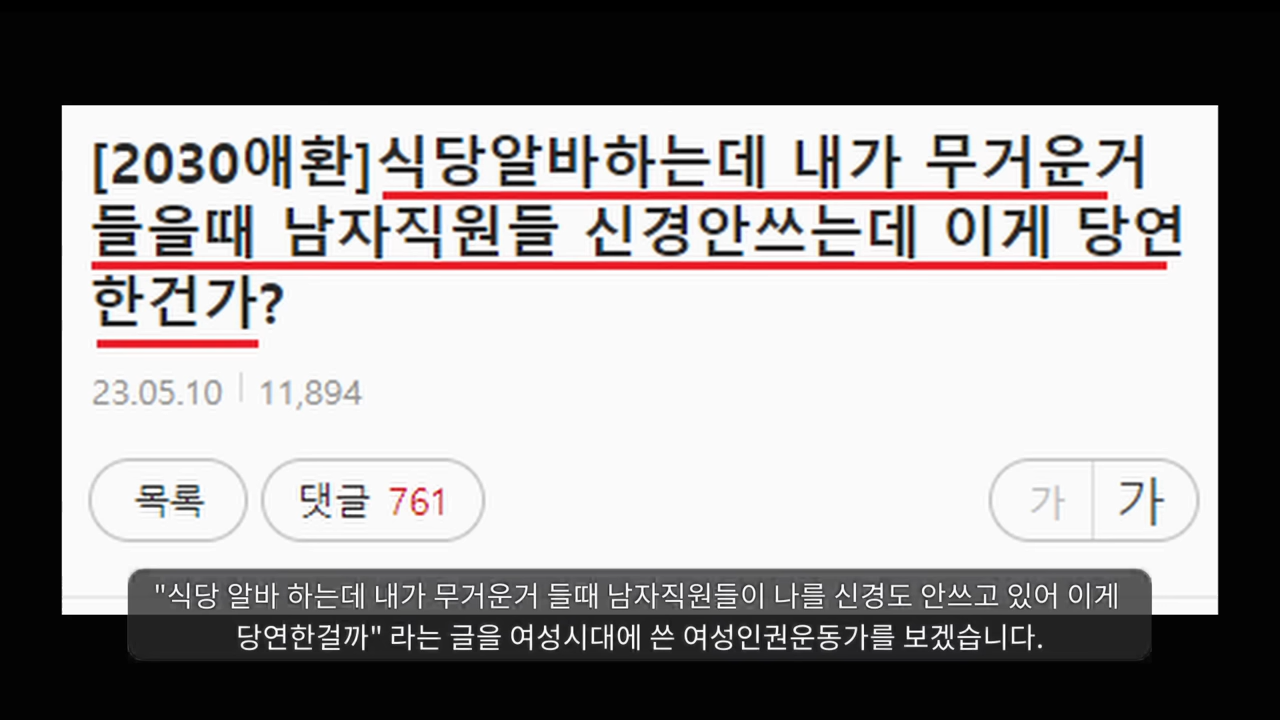 [2030애환]식당알바하는데 내가 무거운거
들을때 남자직원들 신경안쓰는데 이게 당연
한건가?
23.05.10 | 11,894
목록 댓글 761 가 가
"식당 알바 하는데 내가 무거운거 들때 남자직원들이 나를 신경도 안쓰고 있어 이게
당연한걸까" 라는 글을 여성시대에 쓴 여성인권운동가를 보겠습니다.